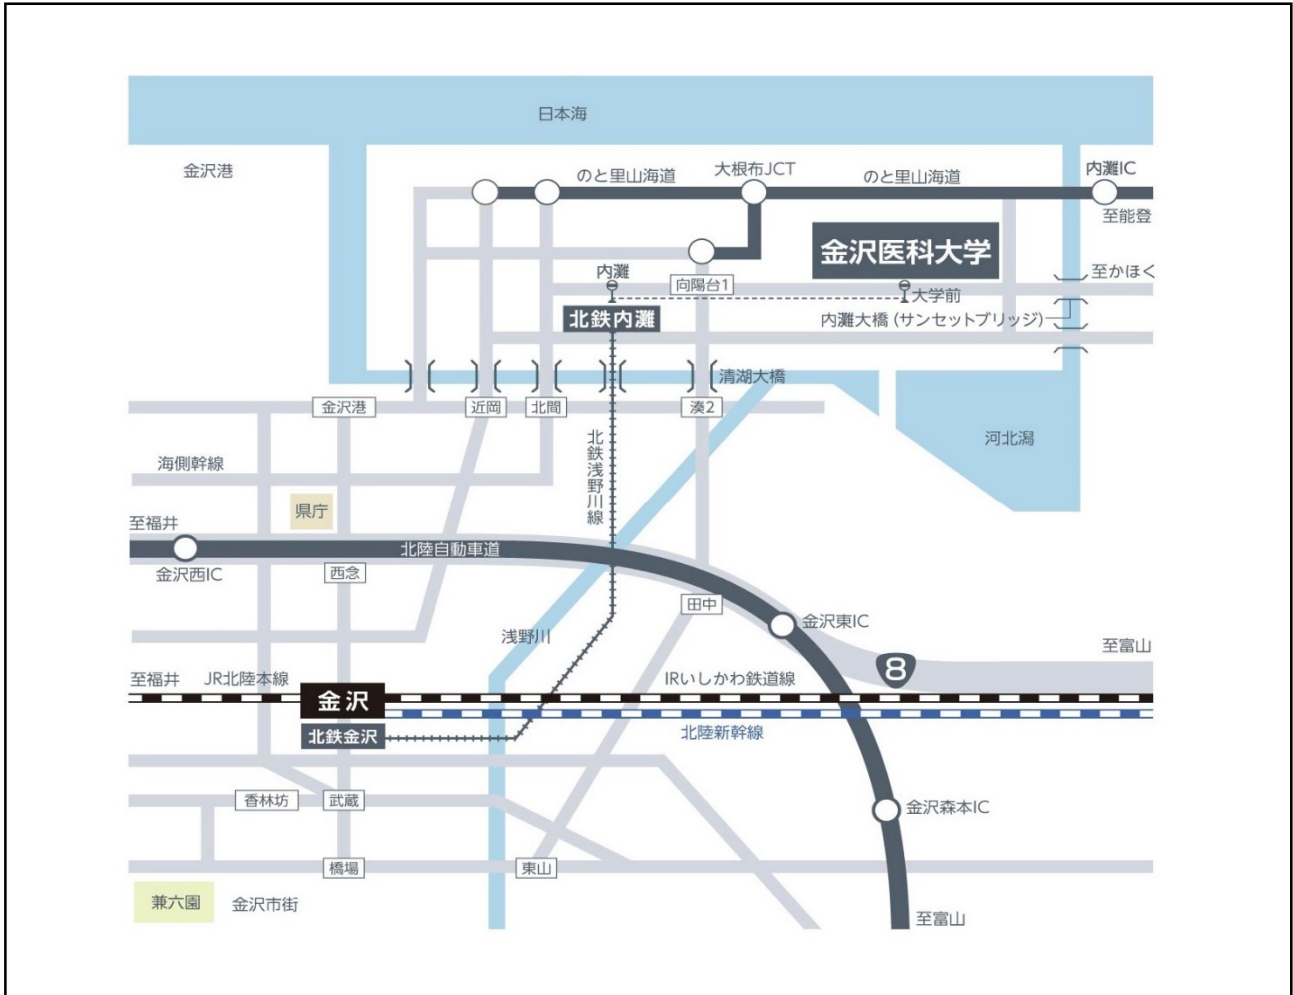 日本海
金沢港
のと里山海道
大根布JCT
のと里山海道
内灘IC
至能登
金沢医科大学
内灘
向陽台1
大学前
至かほく
北鉄内灘
内灘大橋（サンセットブリッジ）
清湖大橋
金沢港
近岡
北間
湊2
河北潟
北鉄浅野川線
海側幹線
県庁
至福井
北陸自動車道
金沢西IC
西念
田中
金沢東IC
浅野川
至富山
8
至福井
JR北陸本線
金沢
IRいしかわ鉄道線
北鉄金沢
北陸新幹線
香林坊
武蔵
金沢森本IC
橋場
東山
兼六園
金沢市街
至富山